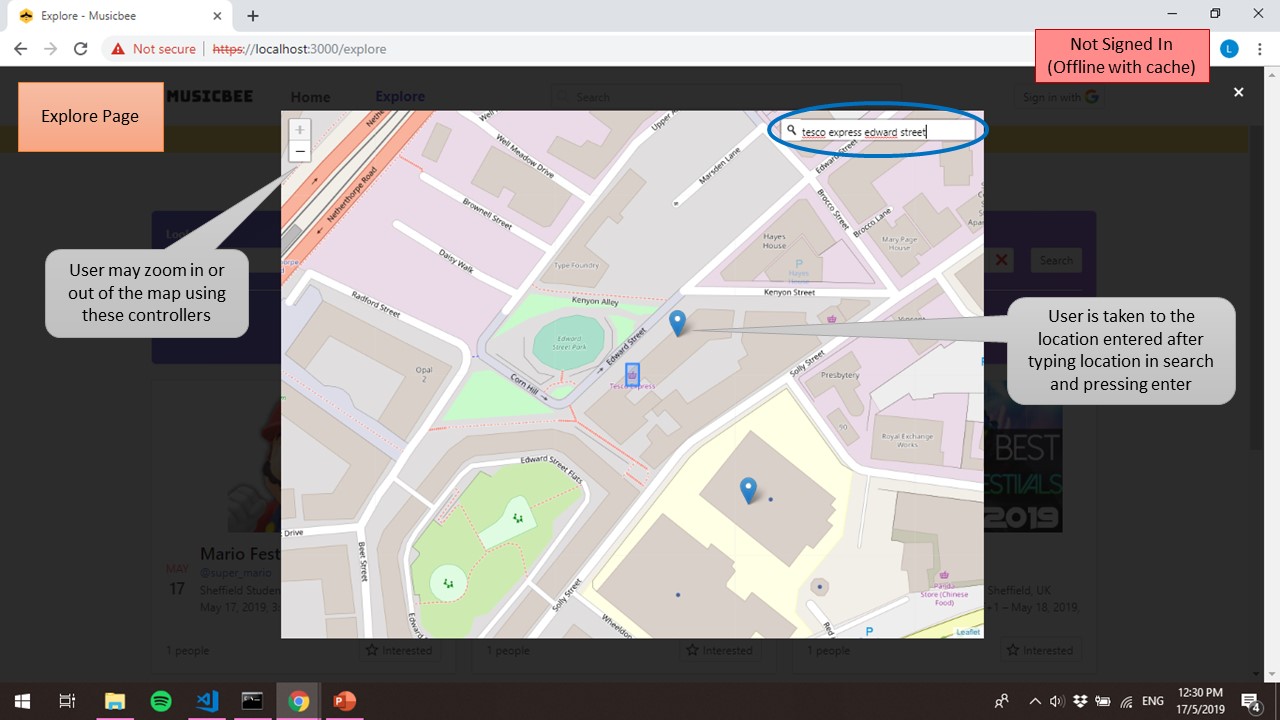 Explore - Musicbee
Not secure
https://localhost:3000/explore
L
Not Signed In
(Offline with cache)
Explore Page
MUSICBEE
Home
Explore
Search
Sign in with G
+
−
tesco express edward street
Upper
Marsden Lane
Edward Street
Well Meadow Drive
Netherthorpe Road
Brownell Street
Brocco Street
Brocco Lane
Hayes
House
Mary Page
House
Daisy Walk
Type Foundry
P
Search
User may zoom in or
out of the map using
these controllers
Radford Street
Kenyon Alley
Kenyon Street
User is taken to the
location entered after
typing location in search
and pressing enter
Edward
Street Park
Edward Street
Solly Street
Opal
2
Tesco Express
Presbytery
Corn Hill
Royal Exchange
Works
BEST
Edward Street Flats
2019
Drive
Beet Street
Solly Street
Mario Fest
@super_mario
MAY
17
May 17, 2019, 3:
Panda
Store (Chinese
Food)
Sheffield, UK
+1 – May 18, 2019
P
Leaflet
1 people
Interested
1 people
Interested
1 people
Interested
ENG
12:30 PM
17/5/2019
4